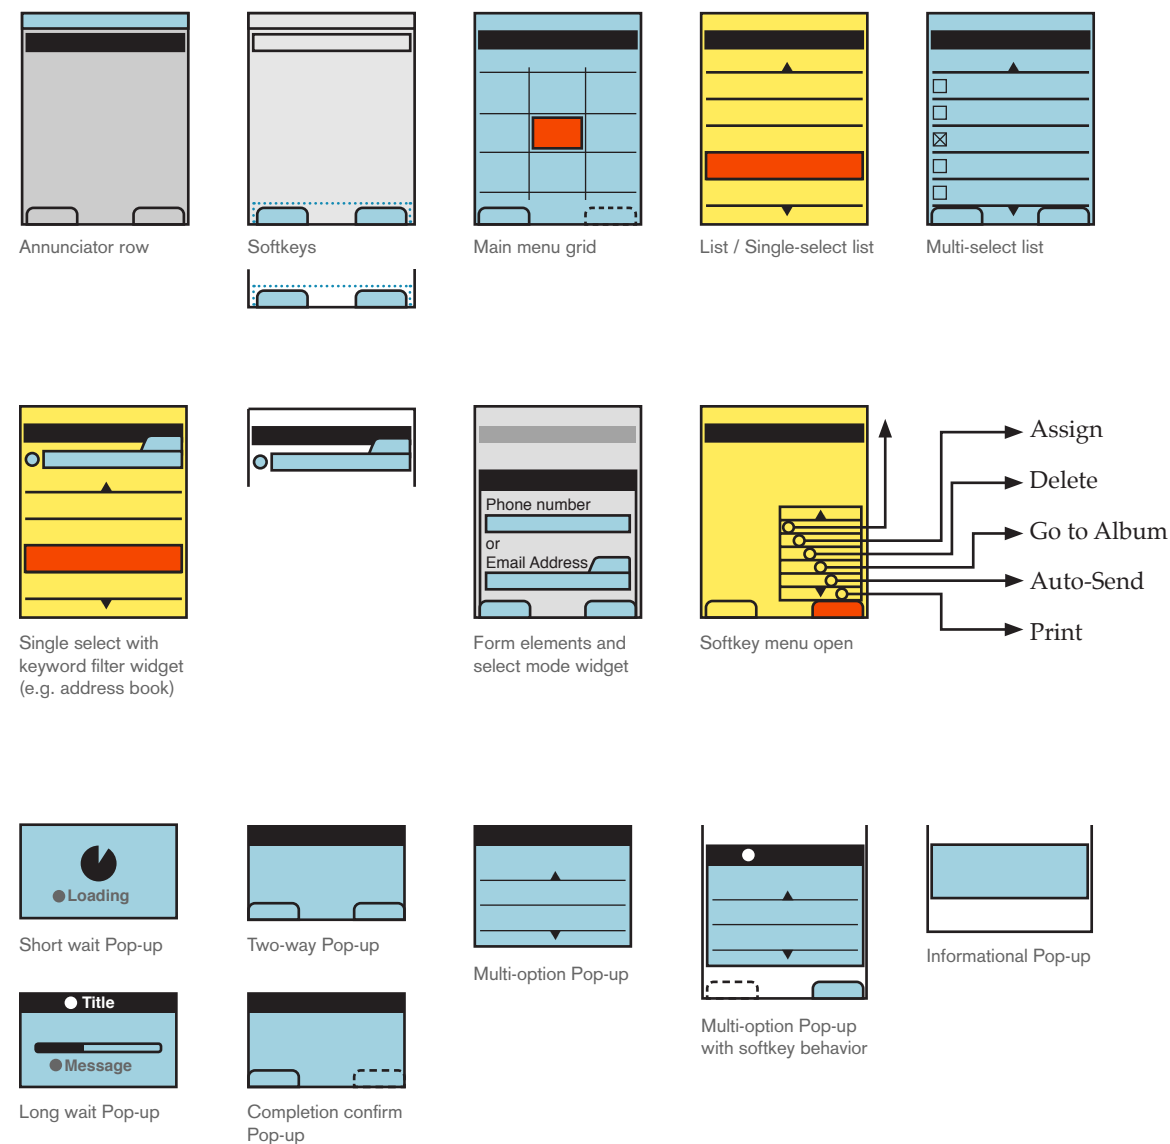 Annunciator row
Softkeys
Main menu grid
List / Single-select list
Multi-select list
Phone number
or
Email Address
Assign
Delete
Go to Album
Auto-Send
Print
Single select with
keyword filter widget
(e.g. address book)
Form elements and
select mode widget
Softkey menu open
Loading
Short wait Pop-up
Two-way Pop-up
Multi-option Pop-up
Multi-option Pop-up
with softkey behavior
Informational Pop-up
Title
Message
Long wait Pop-up
Completion confirm
Pop-up